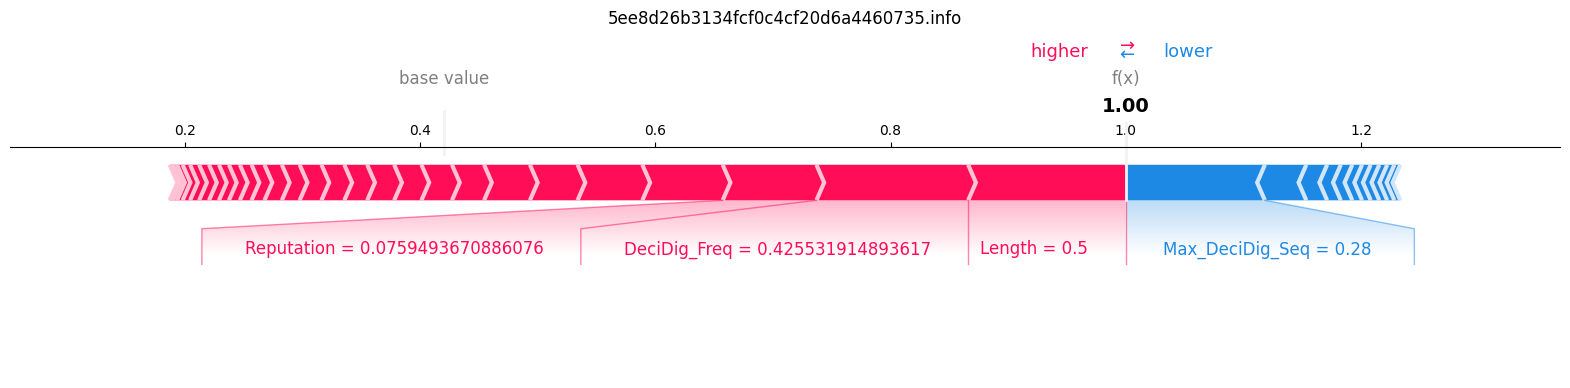 5ee8d26b3134fcf0c4cf20d6a4460735.info
higher ⇄ lower
base value f(x)
1.00
0.2 0.4 0.6 0.8 1.0 1.2
Reputation = 0.0759493670886076 DeciDig_Freq = 0.425531914893617 Length = 0.5 Max_DeciDig_Seq = 0.28